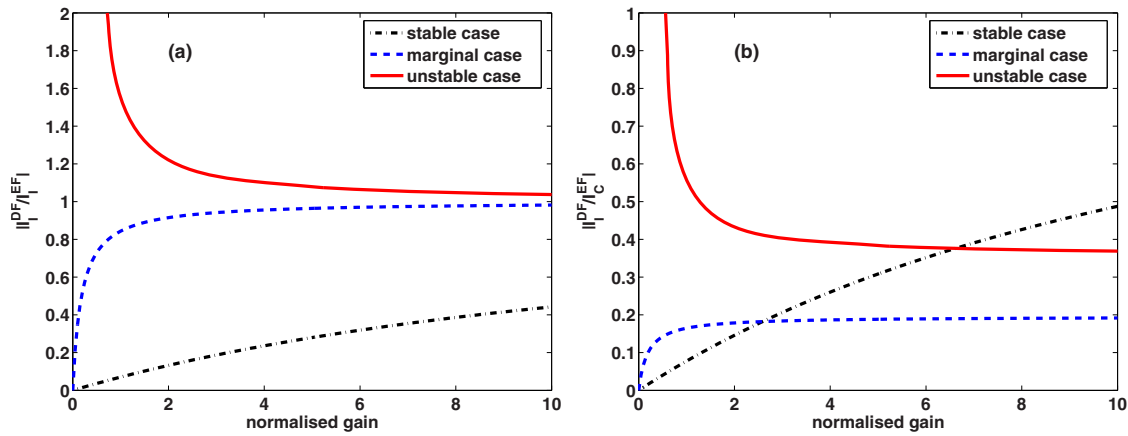 (a)
stable case
marginal case
unstable case
2
1.8
1.6
1.4
1.2
1
0.8
0.6
0.4
0.2
0
||_I^DF/I_I^EF|
0 2 4 6 8 10
normalised gain
(b)
stable case
marginal case
unstable case
1
0.9
0.8
0.7
0.6
0.5
0.4
0.3
0.2
0.1
0
||_I^DF/I_C^EF|
0 2 4 6 8 10
normalised gain